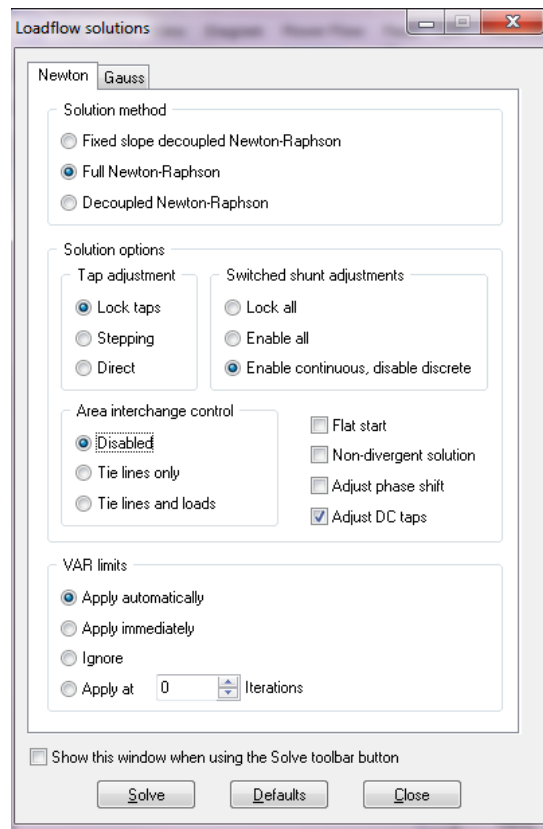 Loadflow solutions
Newton Gauss
Solution method
Fixed slope decoupled Newton-Raphson
Full Newton-Raphson
Decoupled Newton-Raphson
Solution options
Tap adjustment
Lock taps
Stepping
Direct
Switched shunt adjustments
Lock all
Enable all
Enable continuous, disable discrete
Area interchange control
Disabled
Tie lines only
Tie lines and loads
Flat start
Non-divergent solution
Adjust phase shift
Adjust DC taps
VAR limits
Apply automatically
Apply immediately
Ignore
Apply at 0 Iterations
Show this window when using the Solve toolbar button
Solve Defaults Close